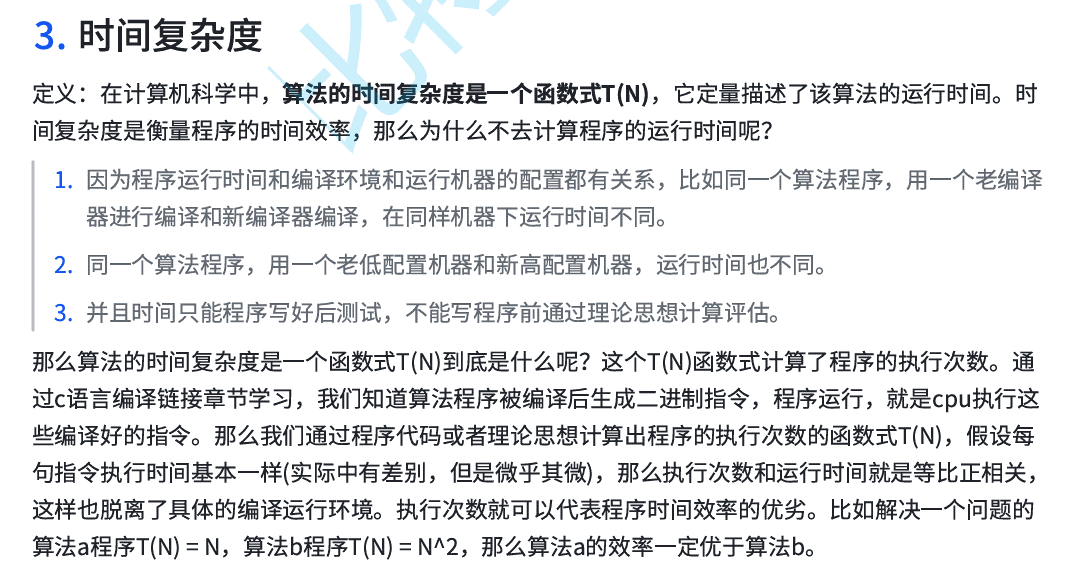 3. 时间复杂度
定义：在计算机科学中，算法的时间复杂度是一个函数式T(N)，它定量描述了该算法的运行时间。时
间复杂度是衡量程序的时间效率，那么为什么不去计算程序的运行时间呢？
1. 因为程序运行时间和编译环境和运行机器的配置都有关系，比如同一个算法程序，用一个老编译
器进行编译和新编译器编译，在同样机器下运行时间不同。
2. 同一个算法程序，用一个老低配置机器和新高配置机器，运行时间也不同。
3. 并且时间只能程序写好后测试，不能写程序前通过理论思想计算评估。
那么算法的时间复杂度是一个函数式T(N)到底是什么呢？这个T(N)函数式计算了程序的执行次数。通
过c语言编译链接章节学习，我们知道算法程序被编译后生成二进制指令，程序运行，就是cpu执行这
些编译好的指令。那么我们通过程序代码或者理论思想计算出程序的执行次数的函数式T(N)，假设每
句指令执行时间基本一样(实际中有差别，但是微乎其微)，那么执行次数和运行时间就是等比正相关，
这样也脱离了具体的编译运行环境。执行次数就可以代表程序时间效率的优劣。比如解决一个问题的
算法a程序T(N) = N，算法b程序T(N) = N^2，那么算法a的效率一定优于算法b。